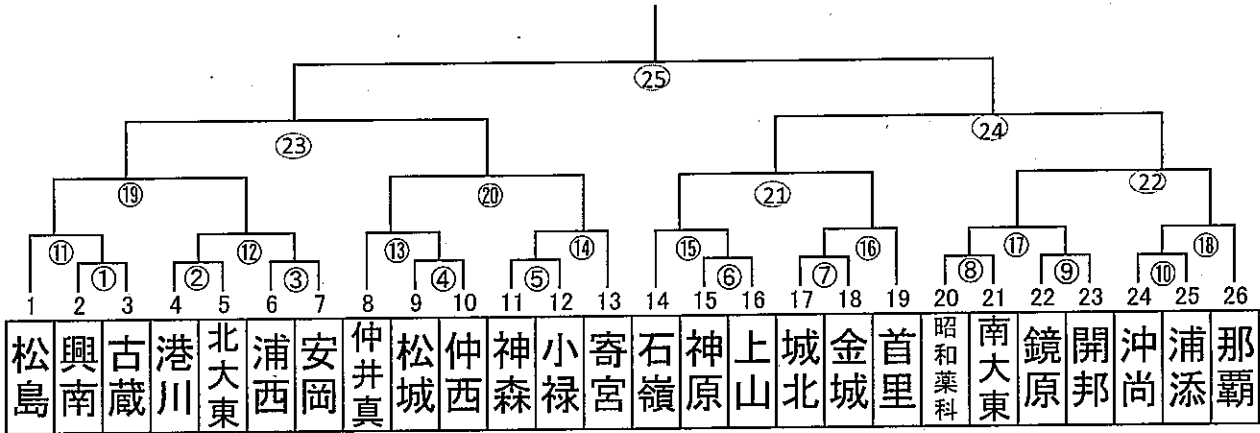 ㉕
㉓ ㉔
⑲ ⑳ ㉑ ㉒
⑪ ⑫ ⑬ ⑭ ⑮ ⑯ ⑰ ⑱
① ② ③ ④ ⑤ ⑥ ⑦ ⑧ ⑨ ⑩
1 2 3 4 5 6 7 8 9 10 11 12 13 14 15 16 17 18 19 20 21 22 23 24 25 26
松島 興南 古蔵 港川 北大東 浦西 安岡 仲井真 松城 仲西 神森 小禄 寄宮 石嶺 神原 上山 城北 金城 首里 昭和薬科 南大東 鏡原 開邦 沖尚 浦添 那覇